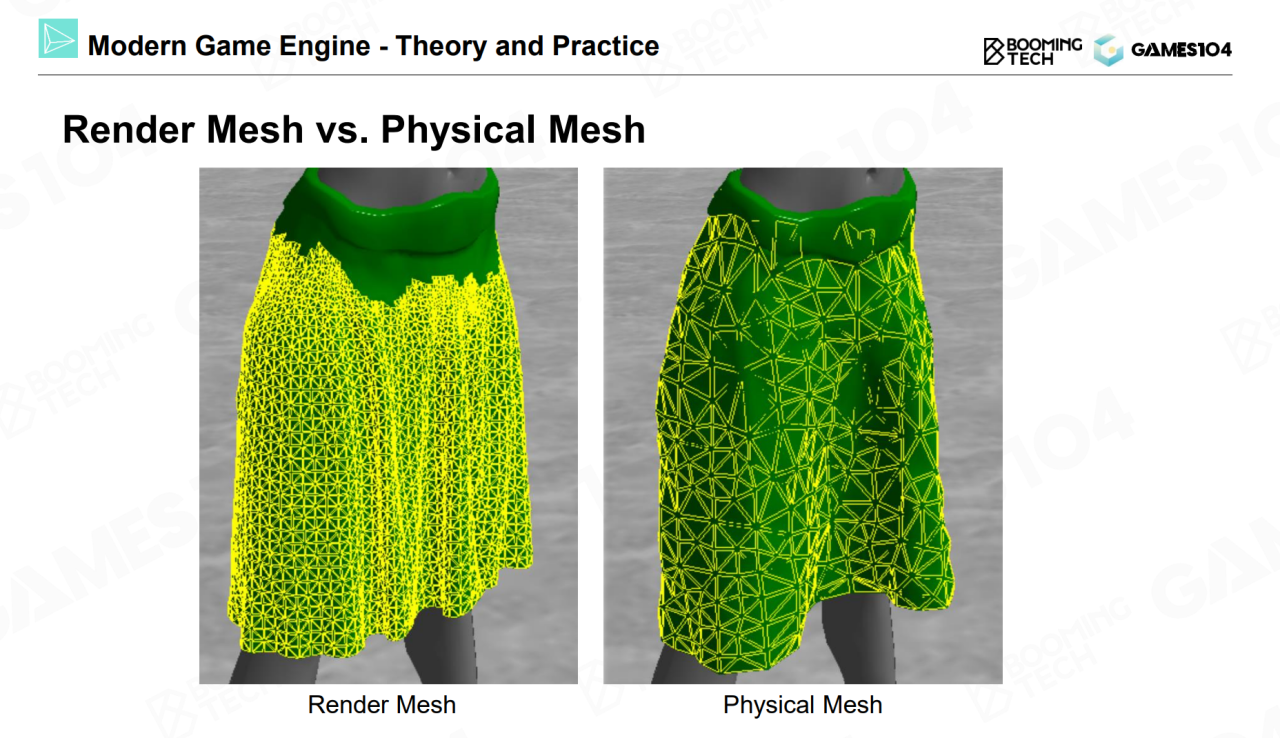 Modern Game Engine - Theory and Practice
BOOMING
TECH
GAMES104
Render Mesh vs. Physical Mesh
Render Mesh
Physical Mesh